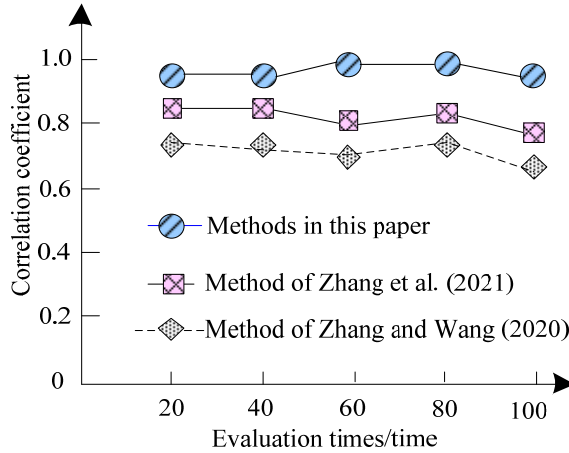 Correlation coefficient
1.0
0.8
0.6
0.4
0.2
0
Methods in this paper
Method of Zhang et al. (2021)
Method of Zhang and Wang (2020)
20 40 60 80 100
Evaluation times/time